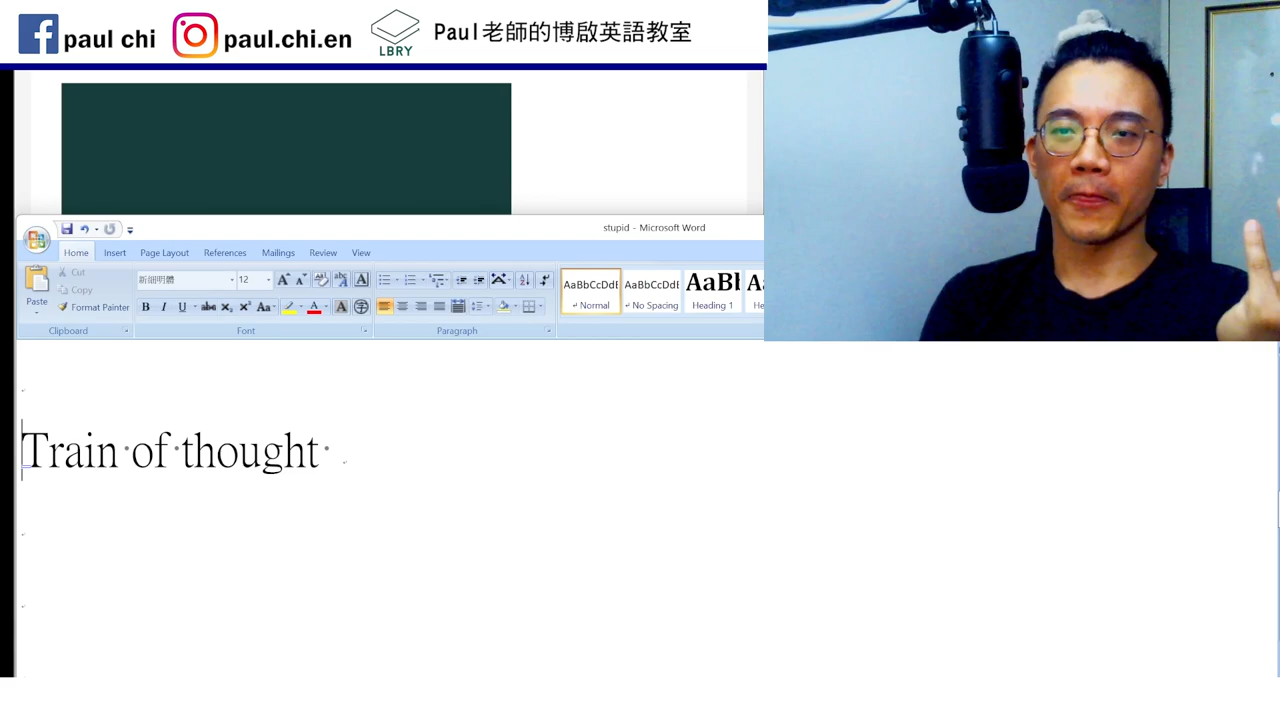 paul chi
paul.chi.en
LBRY
Paul老師的博啟英語教室
stupid - Microsoft Word
Home Insert Page Layout References Mailings Review View
Paste
Cut
Copy
Format Painter
新細明體 12
AaBbCcDdE AaBbCcDdE AaBb
Normal No Spacing Heading 1 He
Clipboard Font Paragraph
Train of thought